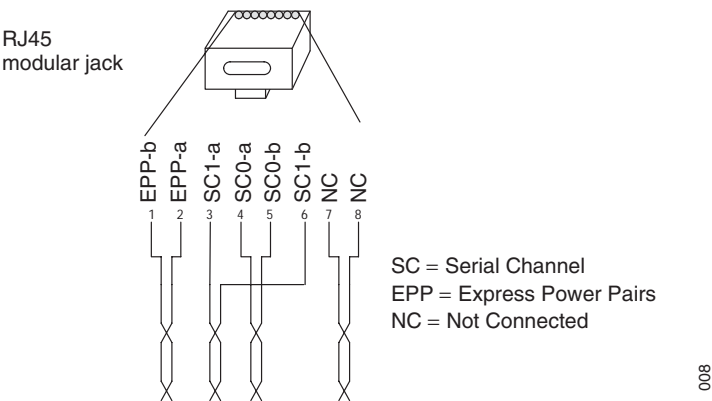 RJ45
modular jack
EPP-b
EPP-a
SC1-a
SC0-a
SC0-b
SC1-b
NC
NC
1 2 3 4 5 6 7 8
SC = Serial Channel
EPP = Express Power Pairs
NC = Not Connected
008